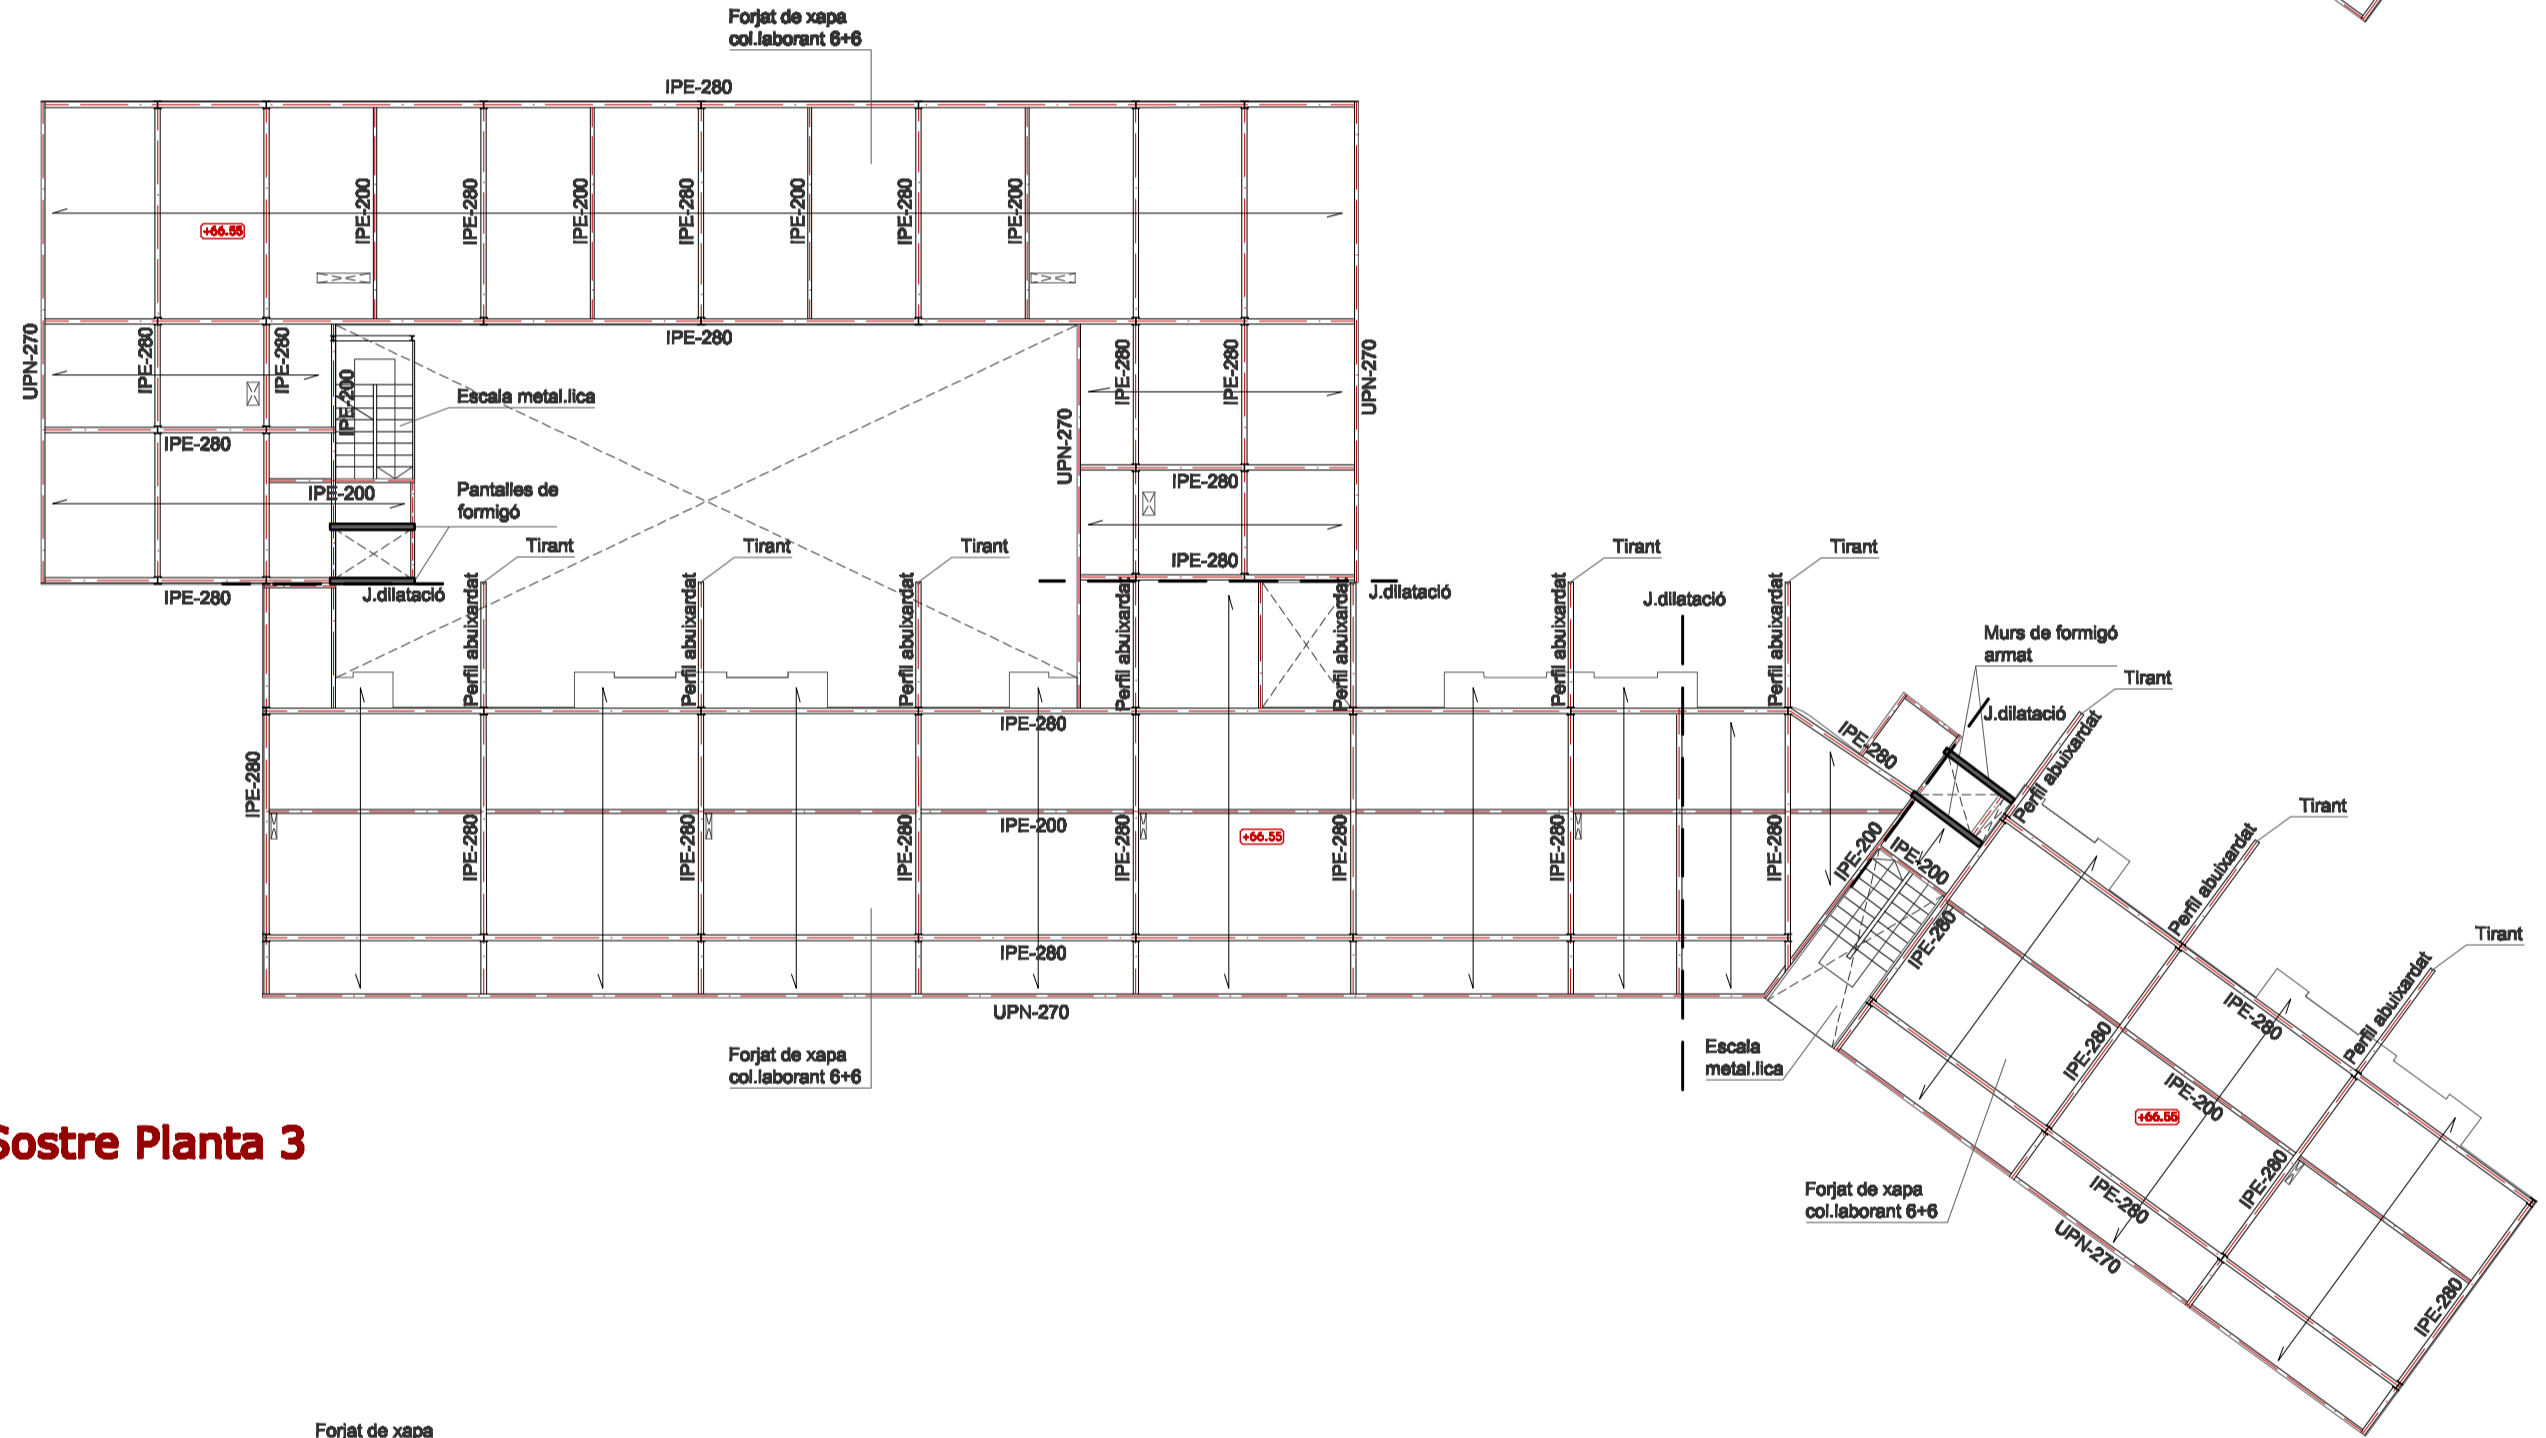 Forjat de xapa
col.laborant 6+6
IPE-280
IPE-200
IPE-280
IPE-200
IPE-280
IPE-200
IPE-280
IPE-200
+66.55
UPN-270
IPE-280
IPE-280
IPE-200
IPE-280
IPE-280
IPE-280
UPN-270
Escala metal.lica
UPN-270
IPE-280
IPE-200
IPE-280
Pantalles de
formigó
IPE-280
IPE-280
J.dilatació
Tirant
Tirant
Tirant
Tirant
Tirant
J.dilatació
J.dilatació
Perfil abuixardat
Perfil abuixardat
Perfil abuixardat
Perfil abuixardat
Perfil abuixardat
Perfil abuixardat
Perfil abuixardat
Murs de formigó
armat
Tirant
J.dilatació
IPE-280
IPE-280
IPE-280
Perfil abuixardat
Tirant
IPE-200
+66.55
IPE-280
IPE-280
IPE-280
IPE-280
IPE-280
IPE-280
IPE-280
IPE-200
IPE-200
Perfil abuixardat
Tirant
IPE-280
IPE-280
Perfil abuixardat
UPN-270
IPE-280
IPE-280
Forjat de xapa
col.laborant 6+6
Escala
metal.lica
IPE-200
+66.55
Sostre Planta 3
IPE-280
Forjat de xapa
col.laborant 6+6
IPE-280
UPN-270
IPE-280
Forjat de xapa